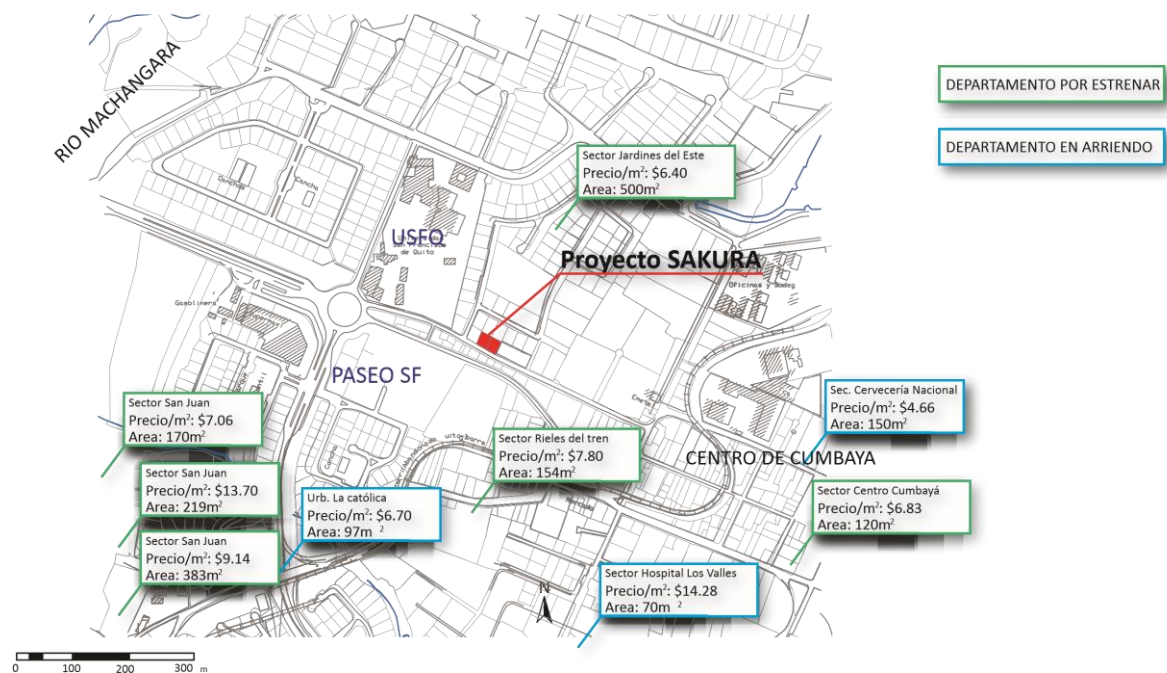 RIO MACHANGARA
DEPARTAMENTO POR ESTRENAR
DEPARTAMENTO EN ARRIENDO
Sector Jardines del Este
Precio/m²: $6.40
Area: 500m²
Canchas
Cancha
USFQ
San Francisco
de Quito
Proyecto SAKURA
Oficinas y Bodeg
Gasolinera
PASEO SF
Sector San Juan
Precio/m²: $7.06
Area: 170m²
Sec. Cervecería Nacional
Precio/m²: $4.66
Area: 150m²
Sector Rieles del tren
Precio/m²: $7.80
Area: 154m²
CENTRO DE CUMBAYA
Cancha
Sector San Juan
Precio/m²: $13.70
Area: 219m²
Urb. La católica
Precio/m²: $6.70
Area: 97m ²
Sector Centro Cumbayá
Precio/m²: $6.83
Area: 120m²
Sector San Juan
Precio/m²: $9.14
Area: 383m²
Sector Hospital Los Valles
Precio/m²: $14.28
Area: 70m ²
N
0 100 200 300 m